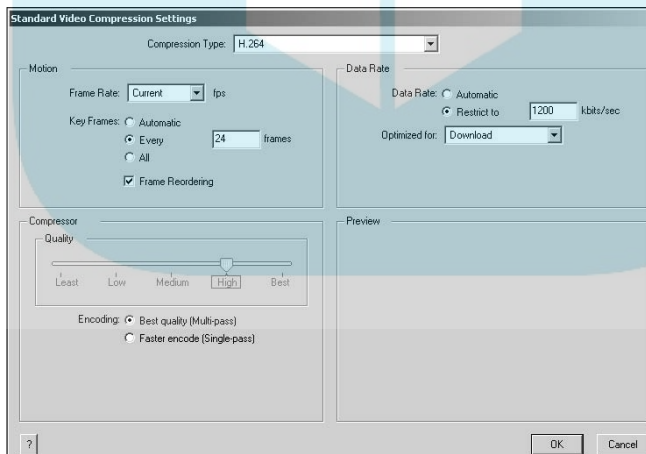 Standard Video Compression Settings
Compression Type: H.264
Motion
Frame Rate: Current fps
Key Frames: Automatic
Every 24 frames
All
Frame Reordering
Data Rate
Data Rate: Automatic
Restrict to 1200 kbits/sec
Optimized for: Download
Compressor
Quality
Least Low Medium High Best
Encoding: Best quality (Multi-pass)
Faster encode (Single-pass)
Preview
? OK Cancel